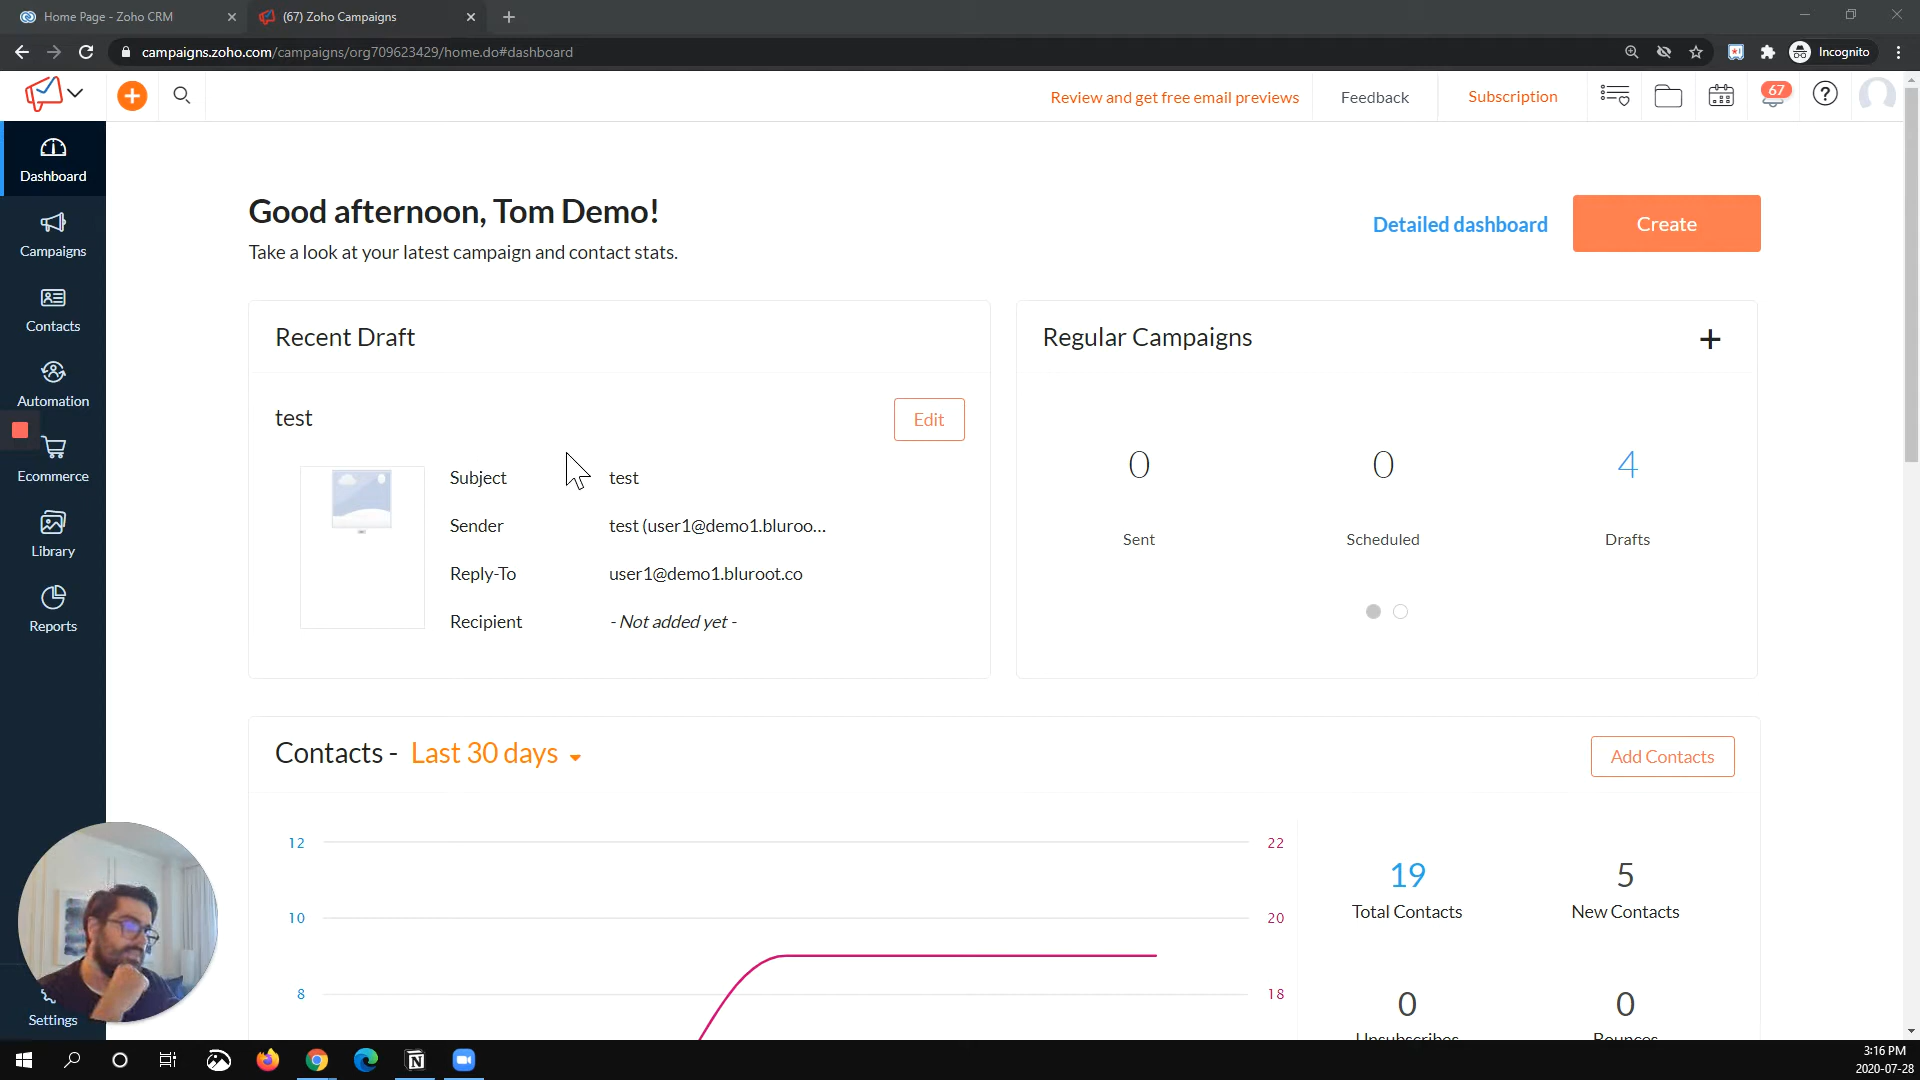 Home Page - Zoho CRM
(67) Zoho Campaigns
campaigns.zoho.com/campaigns/org709623429/home.do#dashboard
Incognito
Review and get free email previews
Feedback
Subscription
67
Dashboard
Campaigns
Contacts
Automation
Ecommerce
Library
Reports
Settings
Good afternoon, Tom Demo!
Take a look at your latest campaign and contact stats.
Detailed dashboard
Create
Recent Draft
test
Edit
Subject test
Sender test (user1@demo1.bluroo...
Reply-To user1@demo1.bluroot.co
Recipient - Not added yet -
Regular Campaigns
0 0 4
Sent Scheduled Drafts
Contacts - Last 30 days
Add Contacts
12 22
10 20
8 18
19 5
Total Contacts New Contacts
0 0
Unsubscribes Bounces
3:16 PM
2020-07-28